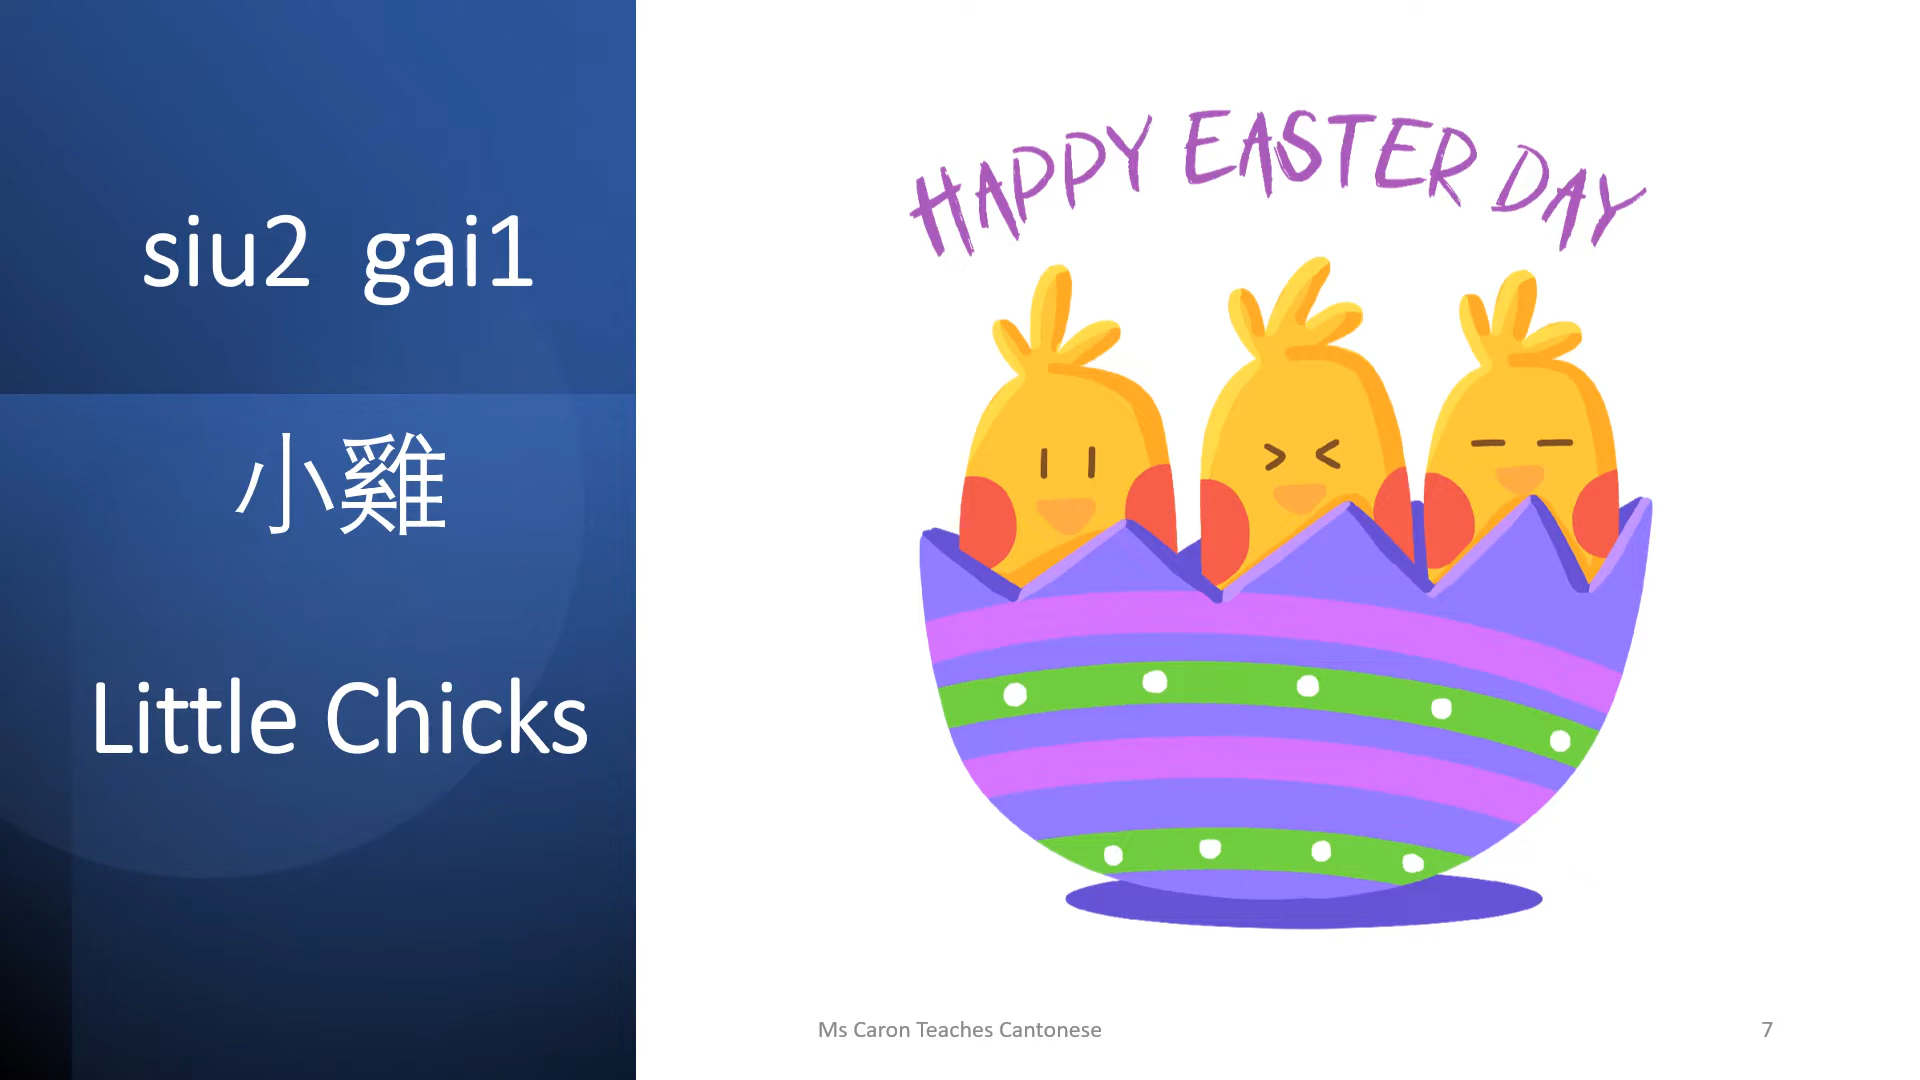 siu2 gai1
小雞
Little Chicks
HAPPY EASTER DAY
Ms Caron Teaches Cantonese
7